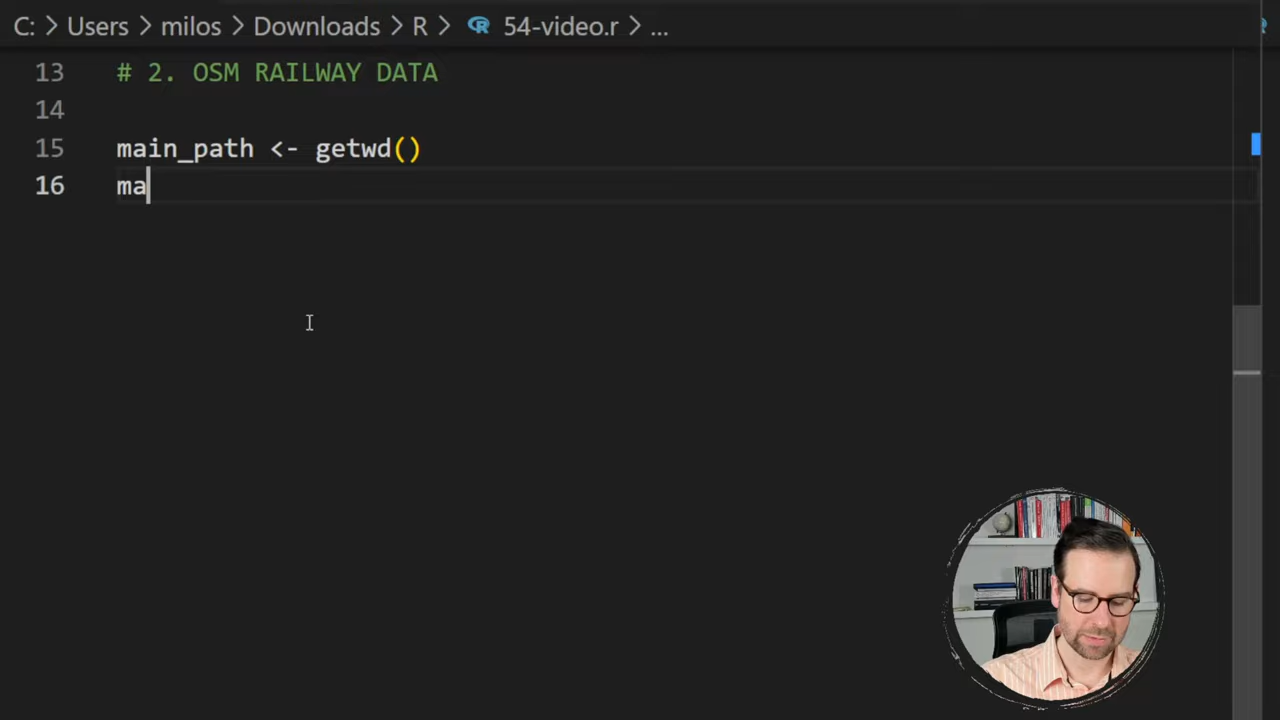 C: > Users > milos > Downloads > R > 54-video.r > ...
13 # 2. OSM RAILWAY DATA
14
15 main_path <- getwd()
16 ma